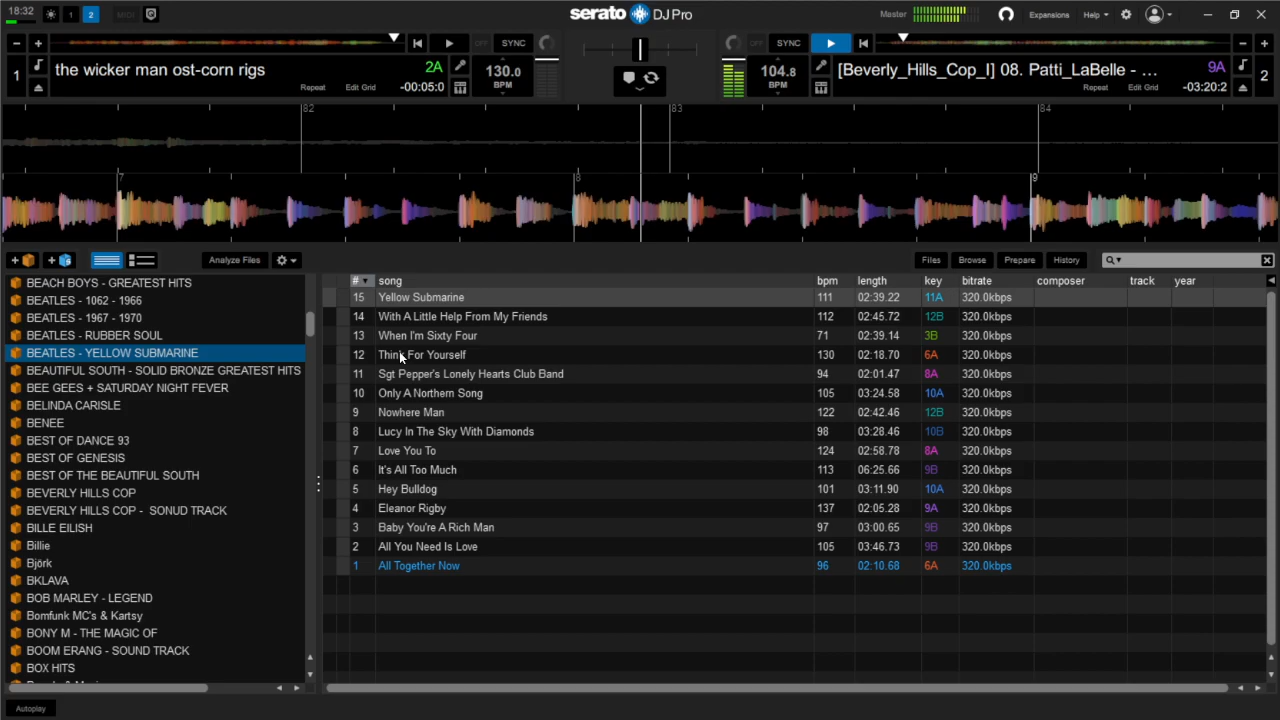 18:32 1 2 MIDI serato DJ Pro Master Expansions Help
1 the wicker man ost-corn rigs 2A OFF SYNC 130.0 BPM Repeat Edit Grid -00:05:0
OFF SYNC 104.8 BPM [Beverly_Hills_Cop_I] 08. Patti_LaBelle - ... 9A Repeat Edit Grid -03:20:2 2
82 83 84
7 8 9
Analyze Files Files Browse Prepare History
BEACH BOYS - GREATEST HITS
BEATLES - 1062 - 1966
BEATLES - 1967 - 1970
BEATLES - RUBBER SOUL
BEATLES - YELLOW SUBMARINE
BEAUTIFUL SOUTH - SOLID BRONZE GREATEST HITS
BEE GEES + SATURDAY NIGHT FEVER
BELINDA CARISLE
BENEE
BEST OF DANCE 93
BEST OF GENESIS
BEST OF THE BEAUTIFUL SOUTH
BEVERLY HILLS COP
BEVERLY HILLS COP - SONUD TRACK
BILLE EILISH
Billie
Björk
BKLAVA
BOB MARLEY - LEGEND
Bomfunk MC's & Kartsy
BONY M - THE MAGIC OF
BOOM ERANG - SOUND TRACK
BOX HITS
# song bpm length key bitrate composer track year
15 Yellow Submarine 111 02:39.22 11A 320.0kbps
14 With A Little Help From My Friends 112 02:45.72 12B 320.0kbps
13 When I'm Sixty Four 71 02:39.14 3B 320.0kbps
12 Think For Yourself 130 02:18.70 6A 320.0kbps
11 Sgt Pepper's Lonely Hearts Club Band 94 02:01.47 8A 320.0kbps
10 Only A Northern Song 105 03:24.58 10A 320.0kbps
9 Nowhere Man 122 02:42.46 12B 320.0kbps
8 Lucy In The Sky With Diamonds 98 03:28.46 10B 320.0kbps
7 Love You To 124 02:58.78 8A 320.0kbps
6 It's All Too Much 113 06:25.66 9B 320.0kbps
5 Hey Bulldog 101 03:11.90 10A 320.0kbps
4 Eleanor Rigby 137 02:05.28 9A 320.0kbps
3 Baby You're A Rich Man 97 03:00.65 9B 320.0kbps
2 All You Need Is Love 105 03:46.73 9B 320.0kbps
1 All Together Now 96 02:10.68 6A 320.0kbps
Autoplay